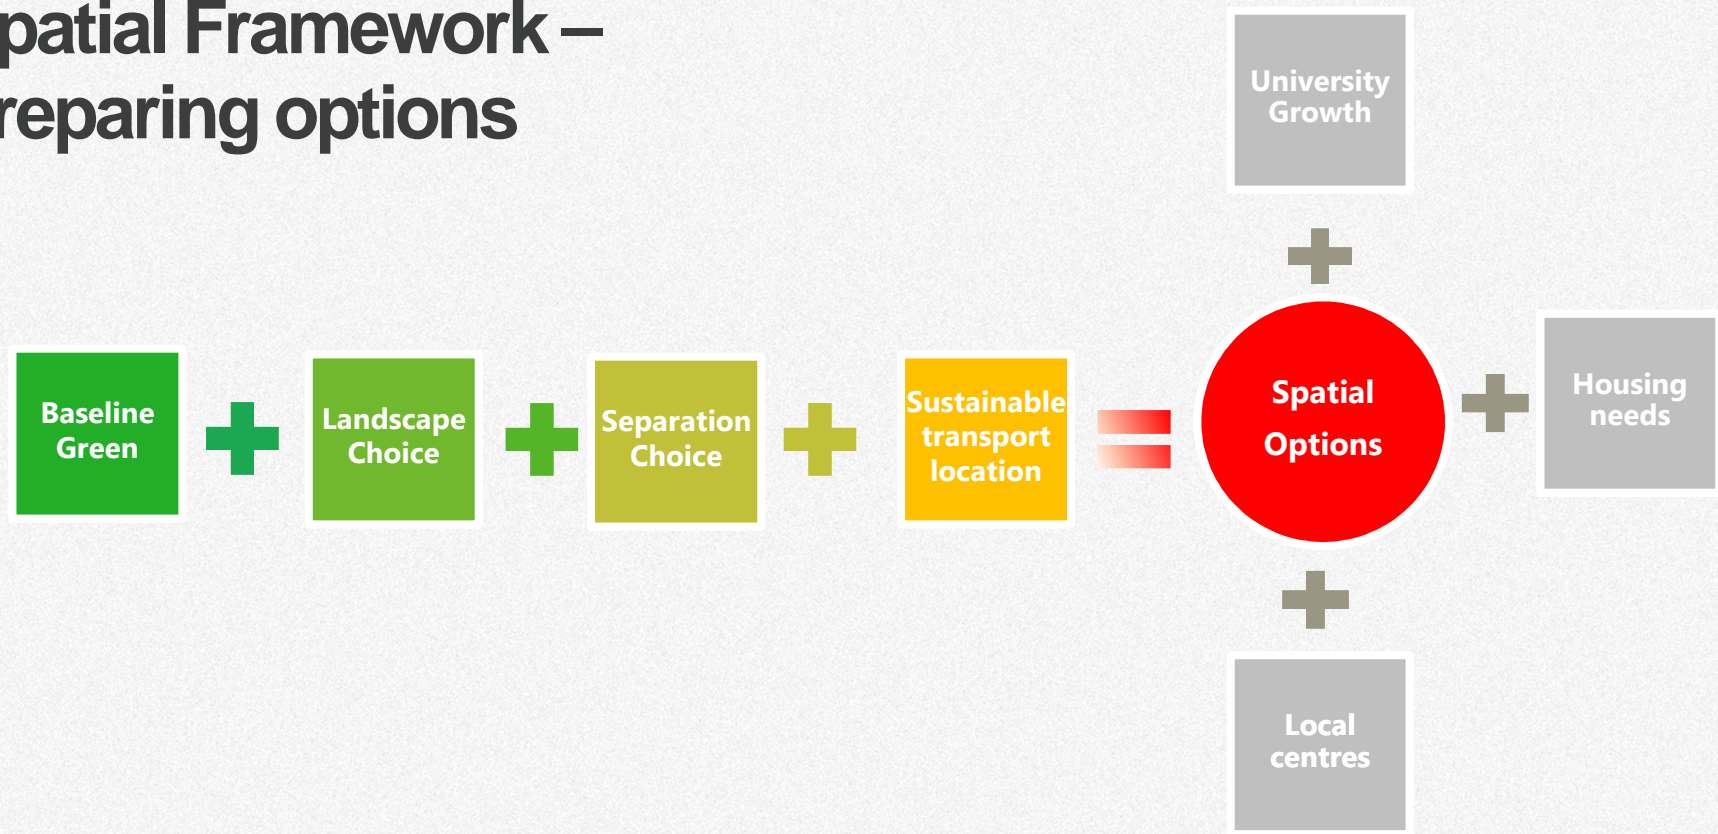 patial Framework –
reparing options
University
Growth
Baseline
Green
Landscape
Choice
Separation
Choice
Sustainable
transport
location
Spatial
Options
Housing
needs
Local
centres